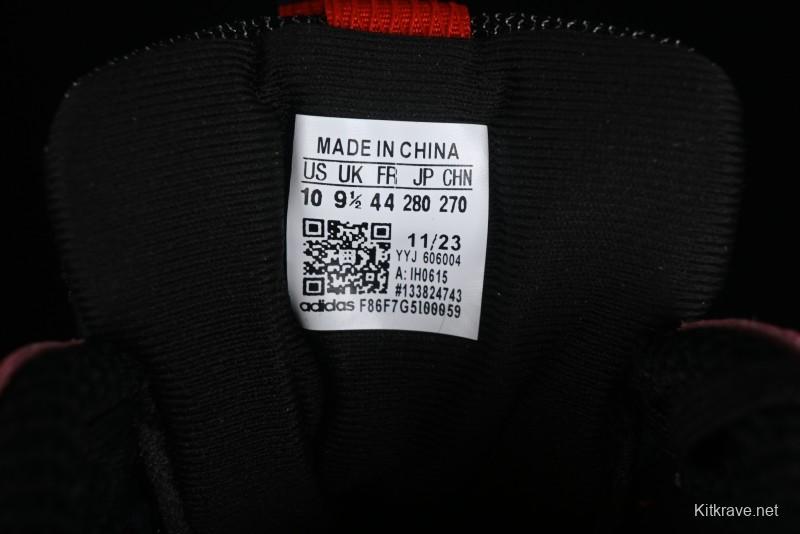 MADE IN CHINA
US UK FR JP CHN
10 9½ 44 280 270
11/23
YYJ 606004
A: IH0615
#133824743
adidas F86F7G5I00059
Kitkrave.net